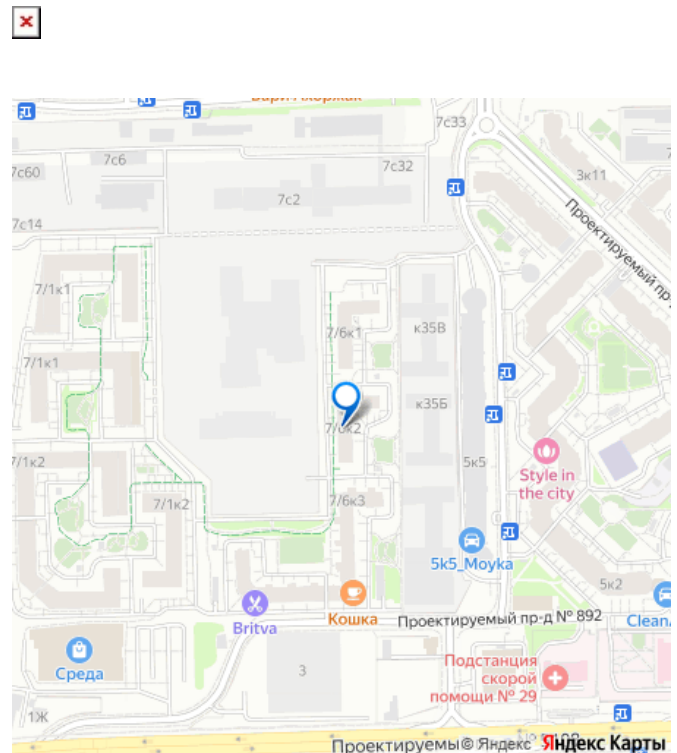 7с33
7с60
7с6
7с32
7с2
3к11
7с14
Проектируемый пр.
7/1к1
7/6к1
к35В
7/1к1
к35Б
7/6к2
7/1к2
5к5
Style in
the city
7/1к2
7/6к3
5k5_Moyka
5к2
Britva
Кошка
Проектируемый пр-д № 892
Среда
3
Подстанция
скорой
помощи № 29
1Ж
Проектируемы
© Яндекс
Яндекс Карты